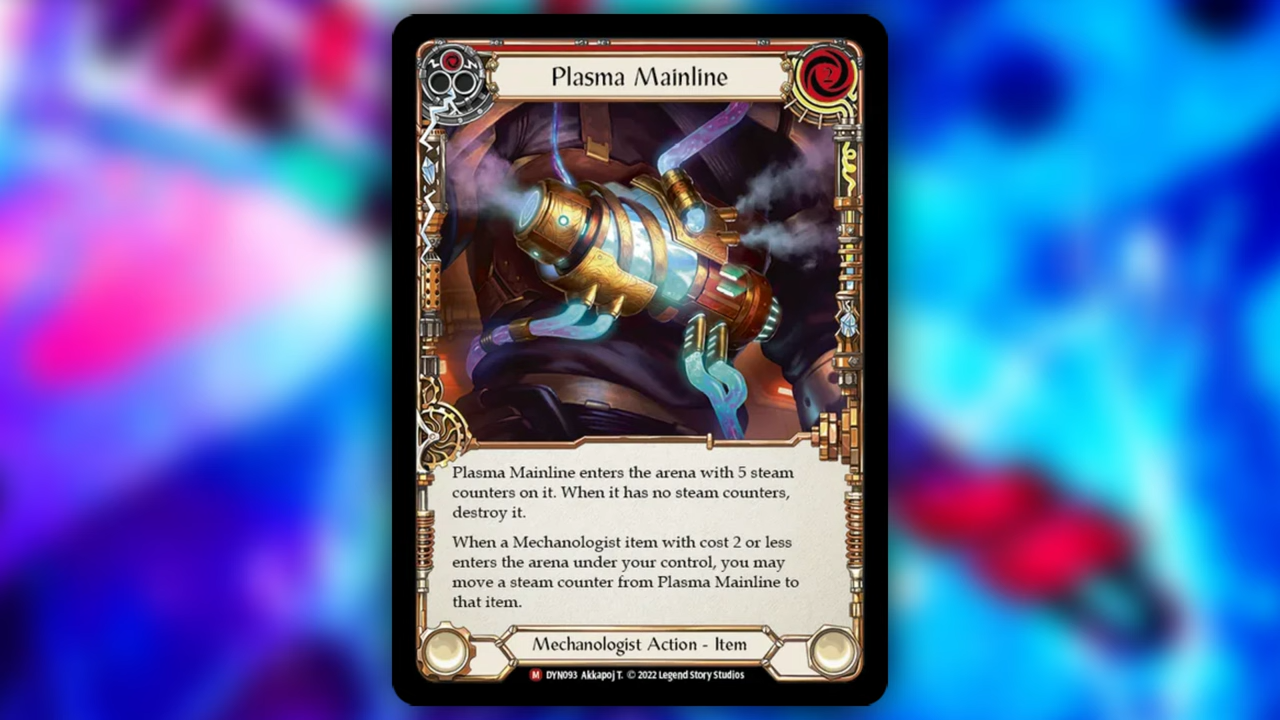 Plasma Mainline
2
Plasma Mainline enters the arena with 5 steam
counters on it. When it has no steam counters,
destroy it.
When a Mechanologist item with cost 2 or less
enters the arena under your control, you may
move a steam counter from Plasma Mainline to
that item.
Mechanologist Action - Item
M DYN093 Akkapoj T. © 2022 Legend Story Studios